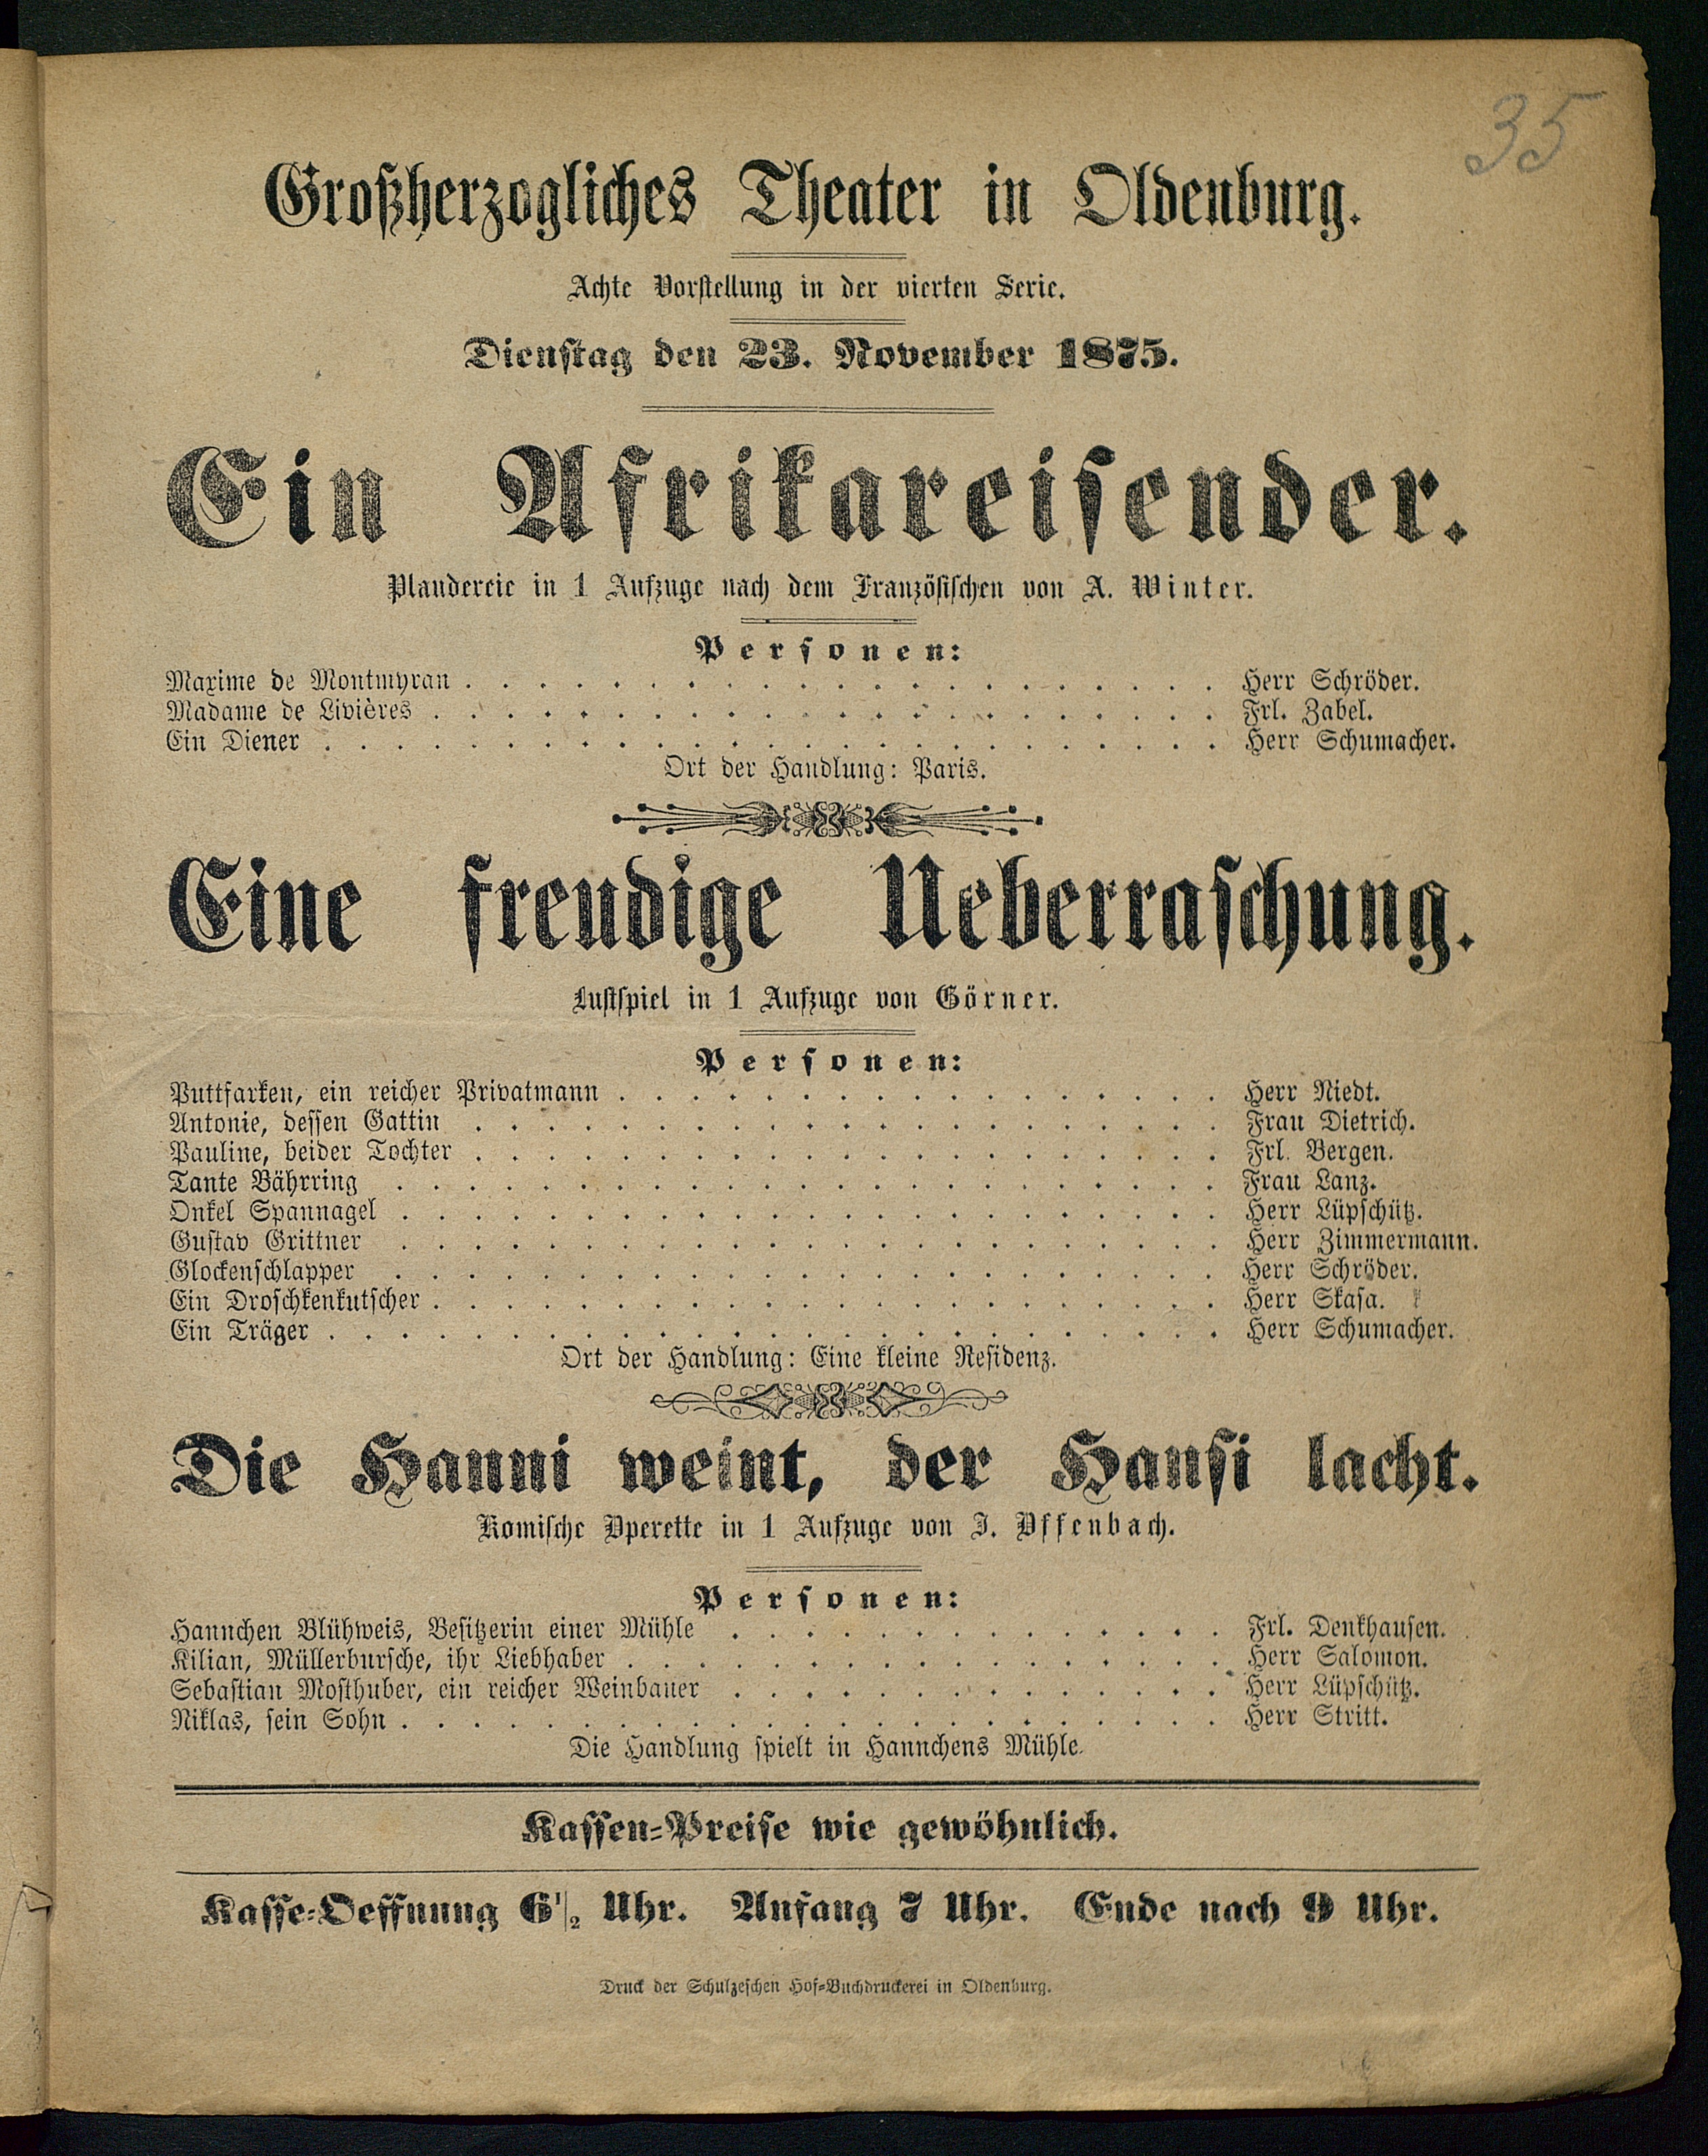 35
Großherzogliches Theater in Oldenburg.
Achte Vorstellung in der vierten Serie.
Dienstag den 23. November 1875.
Ein Afrikareisender.
Plaudereie in 1 Aufzuge nach dem Französischen von A. Winter.
Personen:
Maxime de Montmyran . . . . . . . . . . . . . . . . . . . . . Herr Schröder.
Madame de Livières . . . . . . . . . . . . . . . . . . . . . . Frl. Zabel.
Ein Diener . . . . . . . . . . . . . . . . . . . . . . . . . Herr Schumacher.
Ort der Handlung: Paris.
Eine freudige Ueberraschung.
Lustspiel in 1 Aufzuge von Görner.
Personen:
Puttfarken, ein reicher Privatmann . . . . . . . . . . . . . . . . . Herr Niedt.
Antonie, dessen Gattin . . . . . . . . . . . . . . . . . . . . . Frau Dietrich.
Pauline, beider Tochter . . . . . . . . . . . . . . . . . . . . . Frl. Bergen.
Tante Bährring . . . . . . . . . . . . . . . . . . . . . . . Frau Lanz.
Onkel Spannagel . . . . . . . . . . . . . . . . . . . . . . . Herr Lüpschütz.
Gustav Grittner . . . . . . . . . . . . . . . . . . . . . . . Herr Zimmermann.
Glockenschlapper . . . . . . . . . . . . . . . . . . . . . . . Herr Schröder.
Ein Droschkenkutscher . . . . . . . . . . . . . . . . . . . . . . Herr Skasa.
Ein Träger . . . . . . . . . . . . . . . . . . . . . . . . . Herr Schumacher.
Ort der Handlung: Eine kleine Residenz.
Die Hanni weint, der Hansi lacht.
Komische Operette in 1 Aufzuge von J. Offenbach.
Personen:
Hannchen Blühweis, Besitzerin einer Mühle . . . . . . . . . . . . . . Frl. Denkhausen.
Kilian, Müllerbursche, ihr Liebhaber . . . . . . . . . . . . . . . . . Herr Salomon.
Sebastian Mosthuber, ein reicher Weinbauer . . . . . . . . . . . . . . Herr Lüpschütz.
Niklas, sein Sohn . . . . . . . . . . . . . . . . . . . . . . . Herr Stritt.
Die Handlung spielt in Hannchens Mühle.
Kassen-Preise wie gewöhnlich.
Kasse-Oeffnung 6 1/2 Uhr. Anfang 7 Uhr. Ende nach 9 Uhr.
Druck der Schulzeschen Hof-Buchdruckerei in Oldenburg.